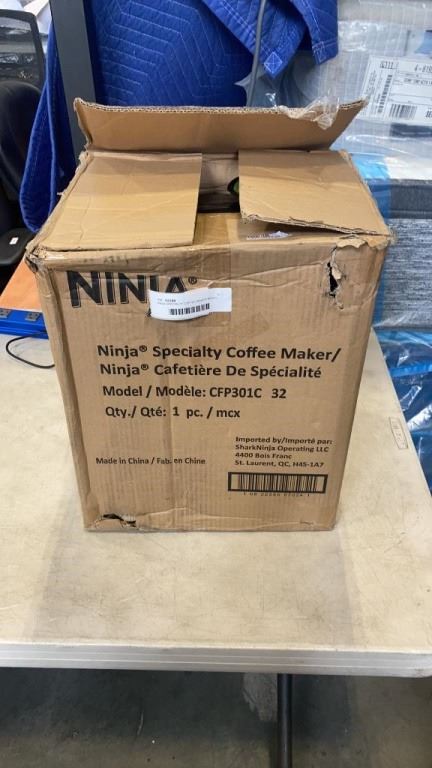 NINJA®
Ninja® Specialty Coffee Maker/
Ninja® Cafetière De Spécialité
Model / Modèle: CFP301C 32
Qty./ Qté: 1 pc. / mcx
Imported by/Importé par:
SharkNinja Operating LLC
4400 Bois Franc
St. Laurent, QC, H4S-1A7
Made in China / Fab. en Chine